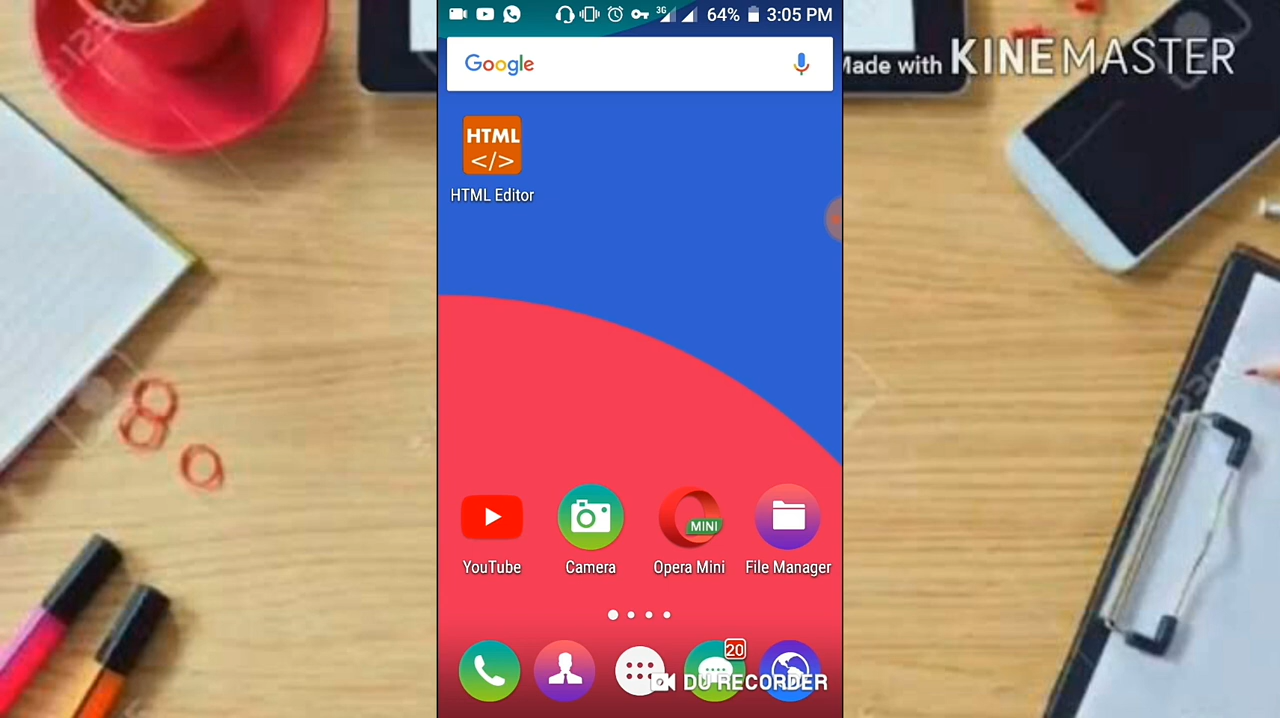 3G 64% 3:05 PM
Google
Made with KINEMASTER
HTML
</>
HTML Editor
MINI
YouTube
Camera
Opera Mini
File Manager
20
DU RECORDER